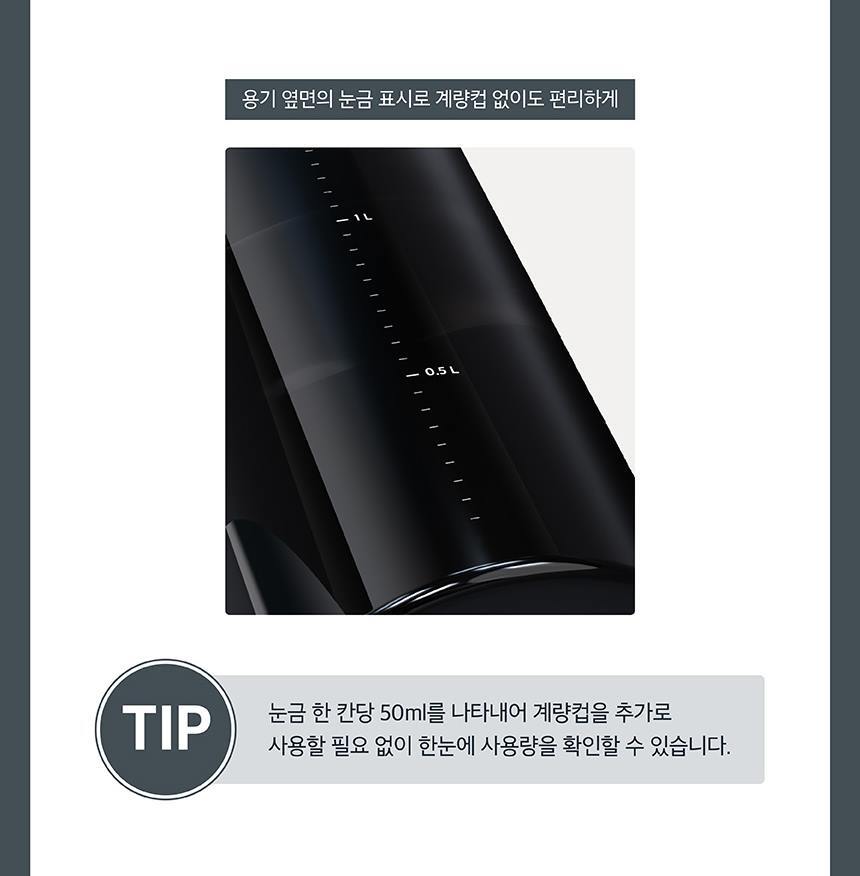 용기 옆면의 눈금 표시로 계량컵 없이도 편리하게
1 L
0.5 L
TIP
눈금 한 칸당 50ml를 나타내어 계량컵을 추가로
사용할 필요 없이 한눈에 사용량을 확인할 수 있습니다.